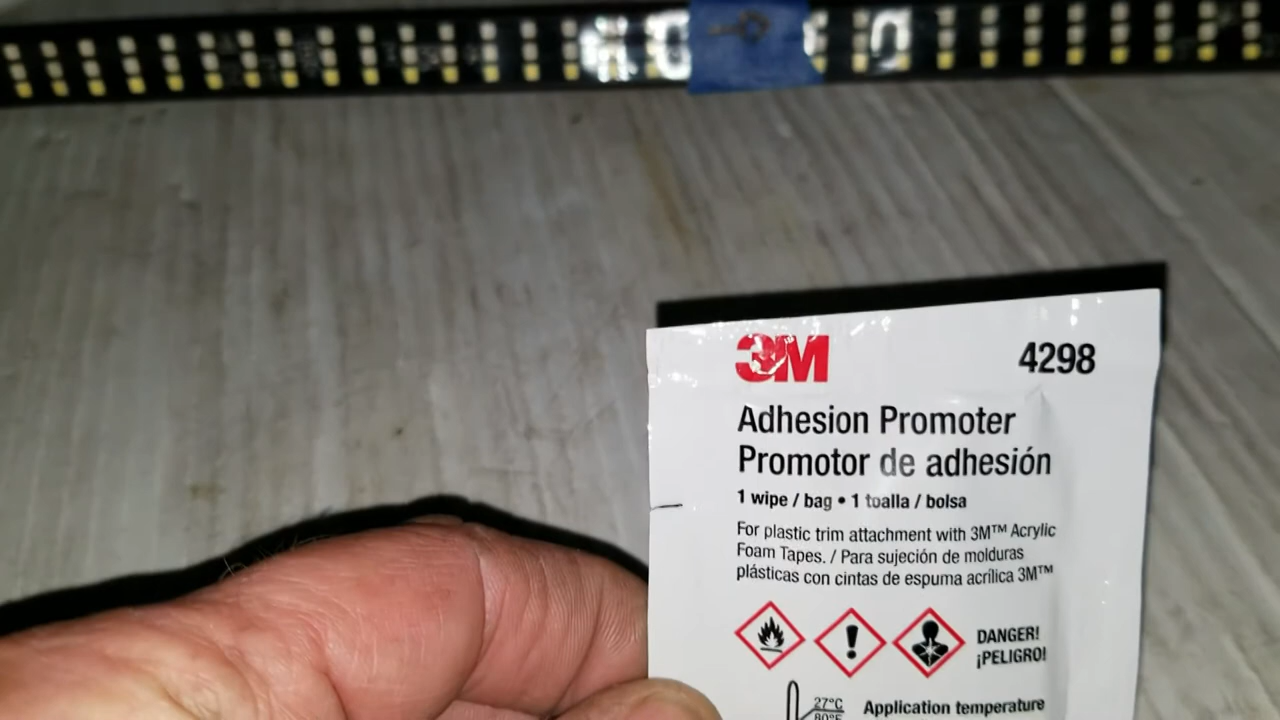 3M
4298
Adhesion Promoter
Promotor de adhesión
1 wipe / bag • 1 toalla / bolsa
For plastic trim attachment with 3M™ Acrylic
Foam Tapes. / Para sujeción de molduras
plásticas con cintas de espuma acrílica 3M™
DANGER!
¡PELIGRO!
27°C
80°F
Application temperature